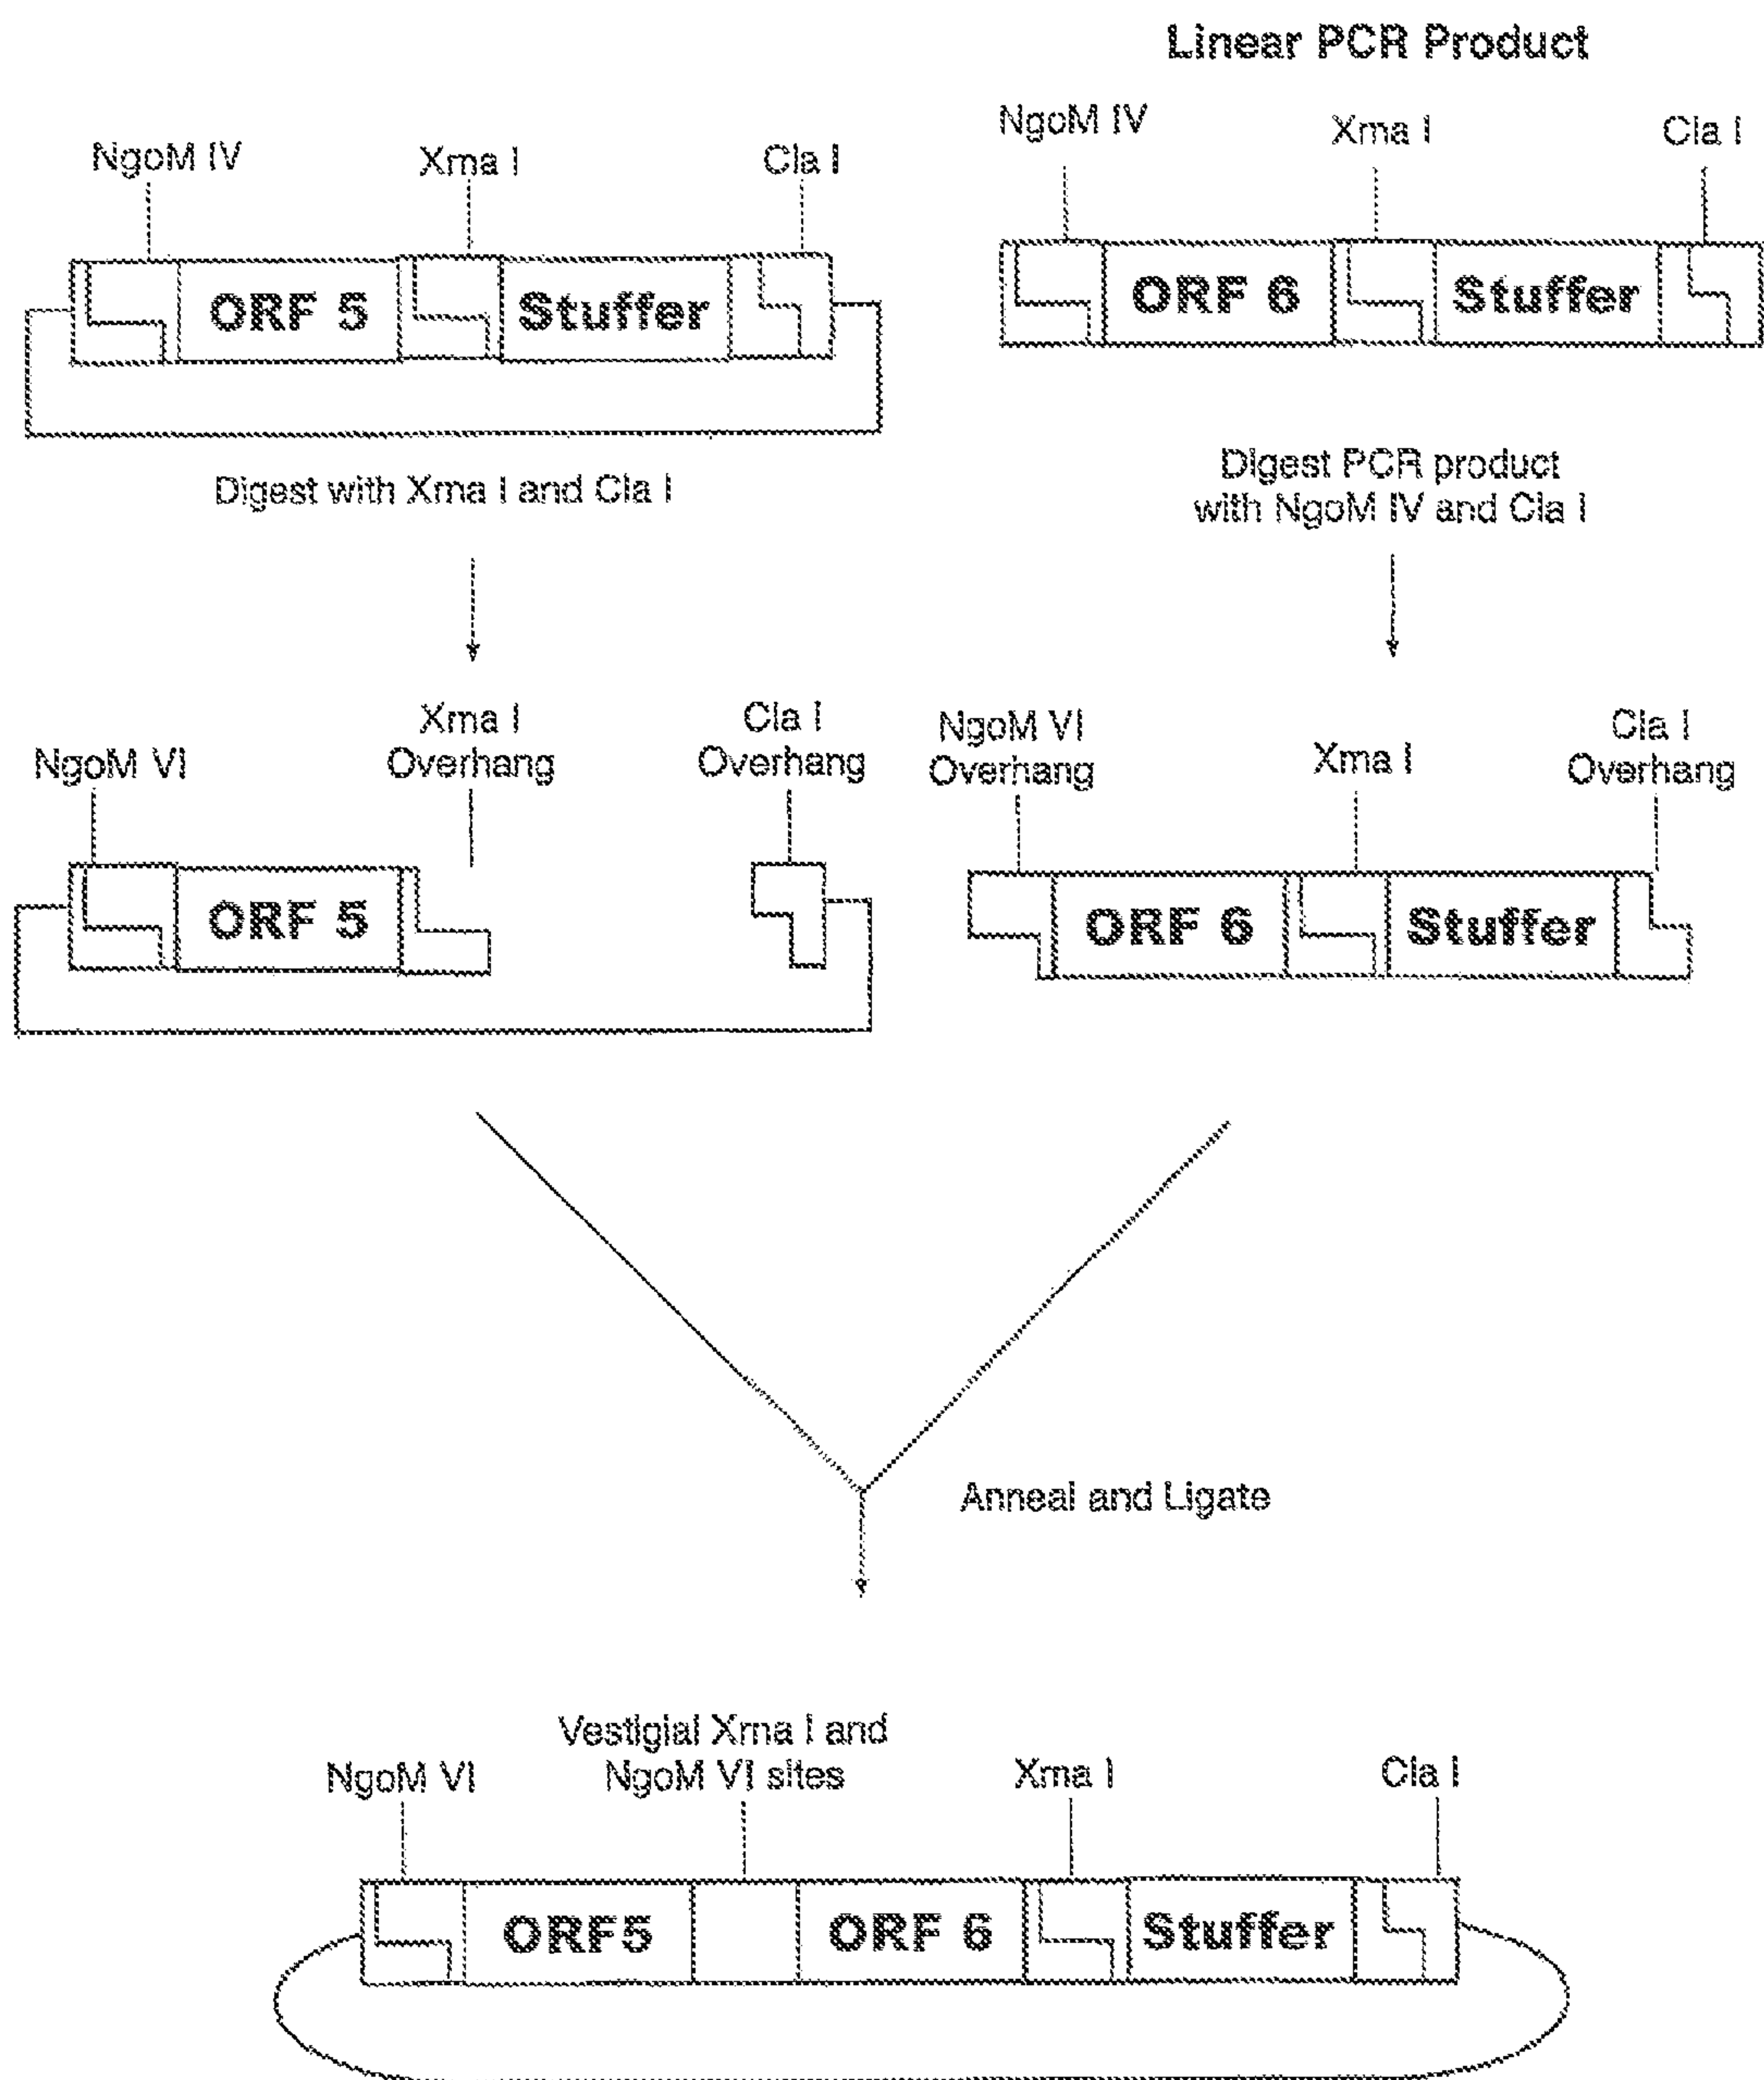 Linear PCR Product
NgoM IV
Xma I
Cla I
NgoM IV
Xma I
Cla I
ORF 5
Stuffer
ORF 6
Stuffer
Digest with Xma I and Cla I
Digest PCR product
with NgoM IV and Cla I
NgoM VI
Xma I
Overhang
Cla I
Overhang
NgoM VI
Overhang
Xma I
Cla I
Overhang
ORF 5
ORF 6
Stuffer
Anneal and Ligate
NgoM VI
Vestigial Xma I and
NgoM VI sites
Xma I
Cla I
ORF5
ORF 6
Stuffer